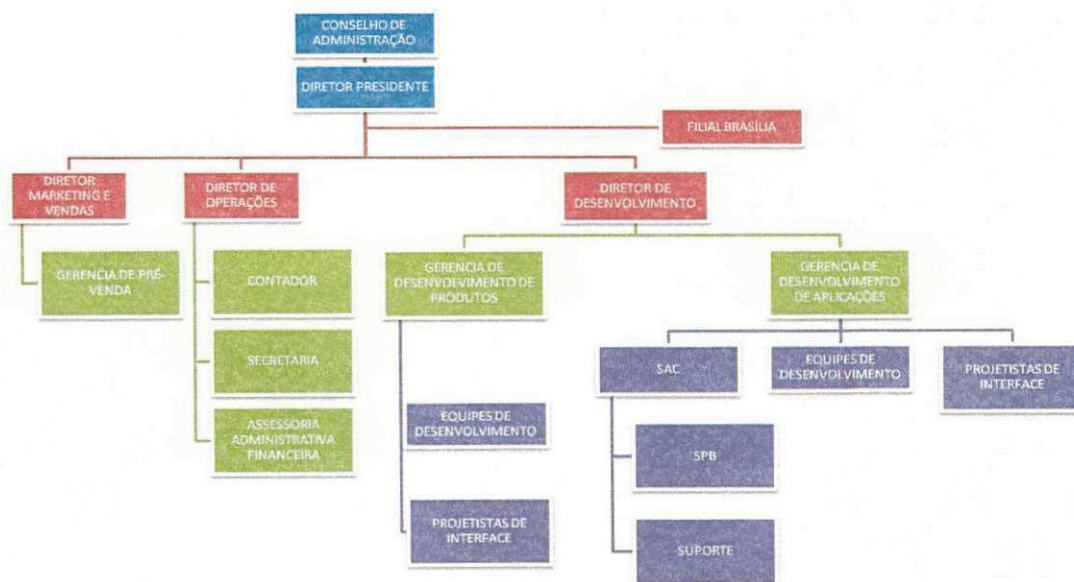 CONSELHO DE
ADMINISTRAÇÃO
DIRETOR PRESIDENTE
FILIAL BRASÍLIA
DIRETOR
MARKETING E
VENDAS
DIRETOR DE
OPERAÇÕES
DIRETOR DE
DESENVOLVIMENTO
GERENCIA DE PRÉ-
VENDA
CONTADOR
SECRETARIA
ASSESSORIA
ADMINISTRATIVA
FINANCEIRA
GERENCIA DE
DESENVOLVIMENTO DE
PRODUTOS
EQUIPES DE
DESENVOLVIMENTO
PROJETISTAS DE
INTERFACE
GERENCIA DE
DESENVOLVIMENTO
DE APLICAÇÕES
SAC
EQUIPES DE
DESENVOLVIMENTO
PROJETISTAS DE
INTERFACE
SPB
SUPORTE